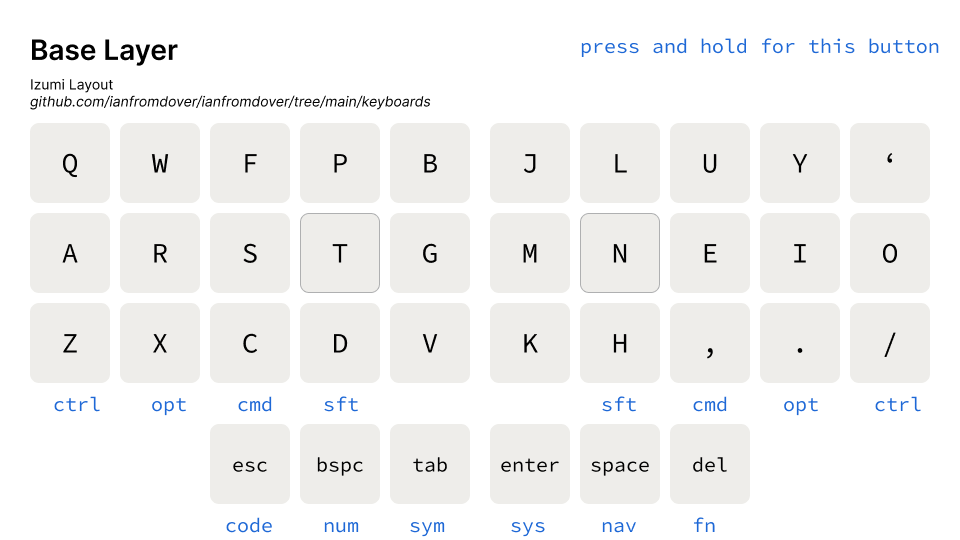 Base Layer
press and hold for this button
Izumi Layout
github.com/ianfromdover/ianfromdover/tree/main/keyboards
Q W F P B J L U Y ‘
A R S T G M N E I O
Z X C D V K H , . /
ctrl opt cmd sft sft cmd opt ctrl
esc bspc tab enter space del
code num sym sys nav fn